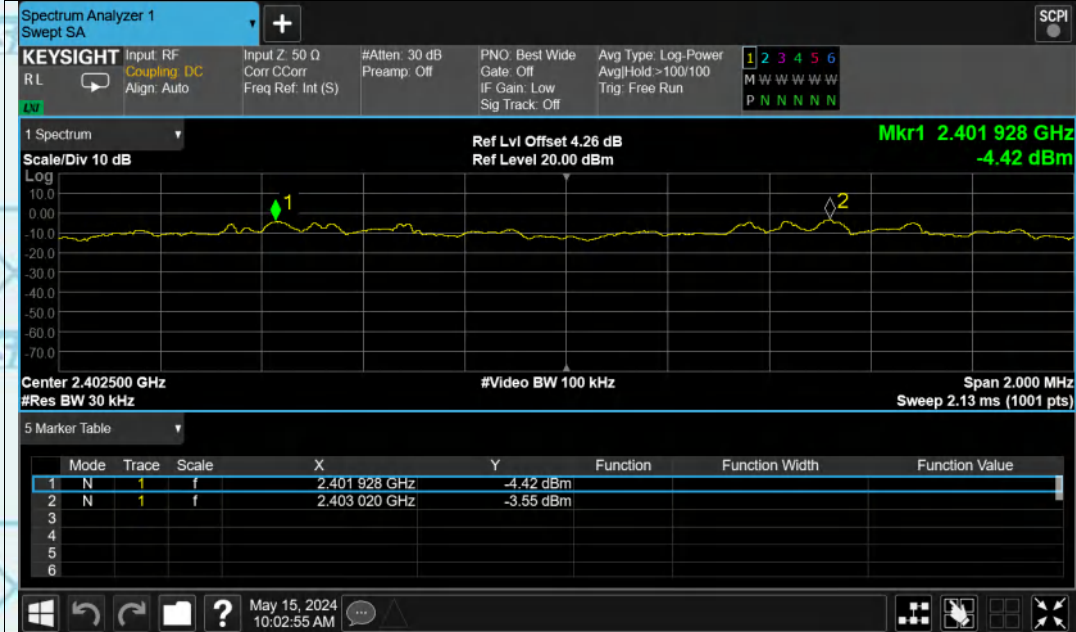 Spectrum Analyzer 1
Swept SA
+
SCPI
KEYSIGHT Input: RF Input Z: 50 Ω #Atten: 30 dB PNO: Best Wide Avg Type: Log-Power 1 2 3 4 5 6
R L Coupling: DC Corr CCorr Preamp: Off Gate: Off Avg|Hold:>100/100 M W W W W W
Align: Auto Freq Ref: Int (S) IF Gain: Low Trig: Free Run
LXI Sig Track: Off P N N N N N
1 Spectrum
Ref Lvl Offset 4.26 dB Mkr1 2.401 928 GHz
Scale/Div 10 dB Ref Level 20.00 dBm -4.42 dBm
Log
10.0
1 2
0.00
-10.0
-20.0
-30.0
-40.0
-50.0
-60.0
-70.0
Center 2.402500 GHz #Video BW 100 kHz Span 2.000 MHz
#Res BW 30 kHz Sweep 2.13 ms (1001 pts)
5 Marker Table
Mode Trace Scale X Y Function Function Width Function Value
1 N 1 f 2.401 928 GHz -4.42 dBm
2 N 1 f 2.403 020 GHz -3.55 dBm
3
4
5
6
? May 15, 2024
10:02:55 AM